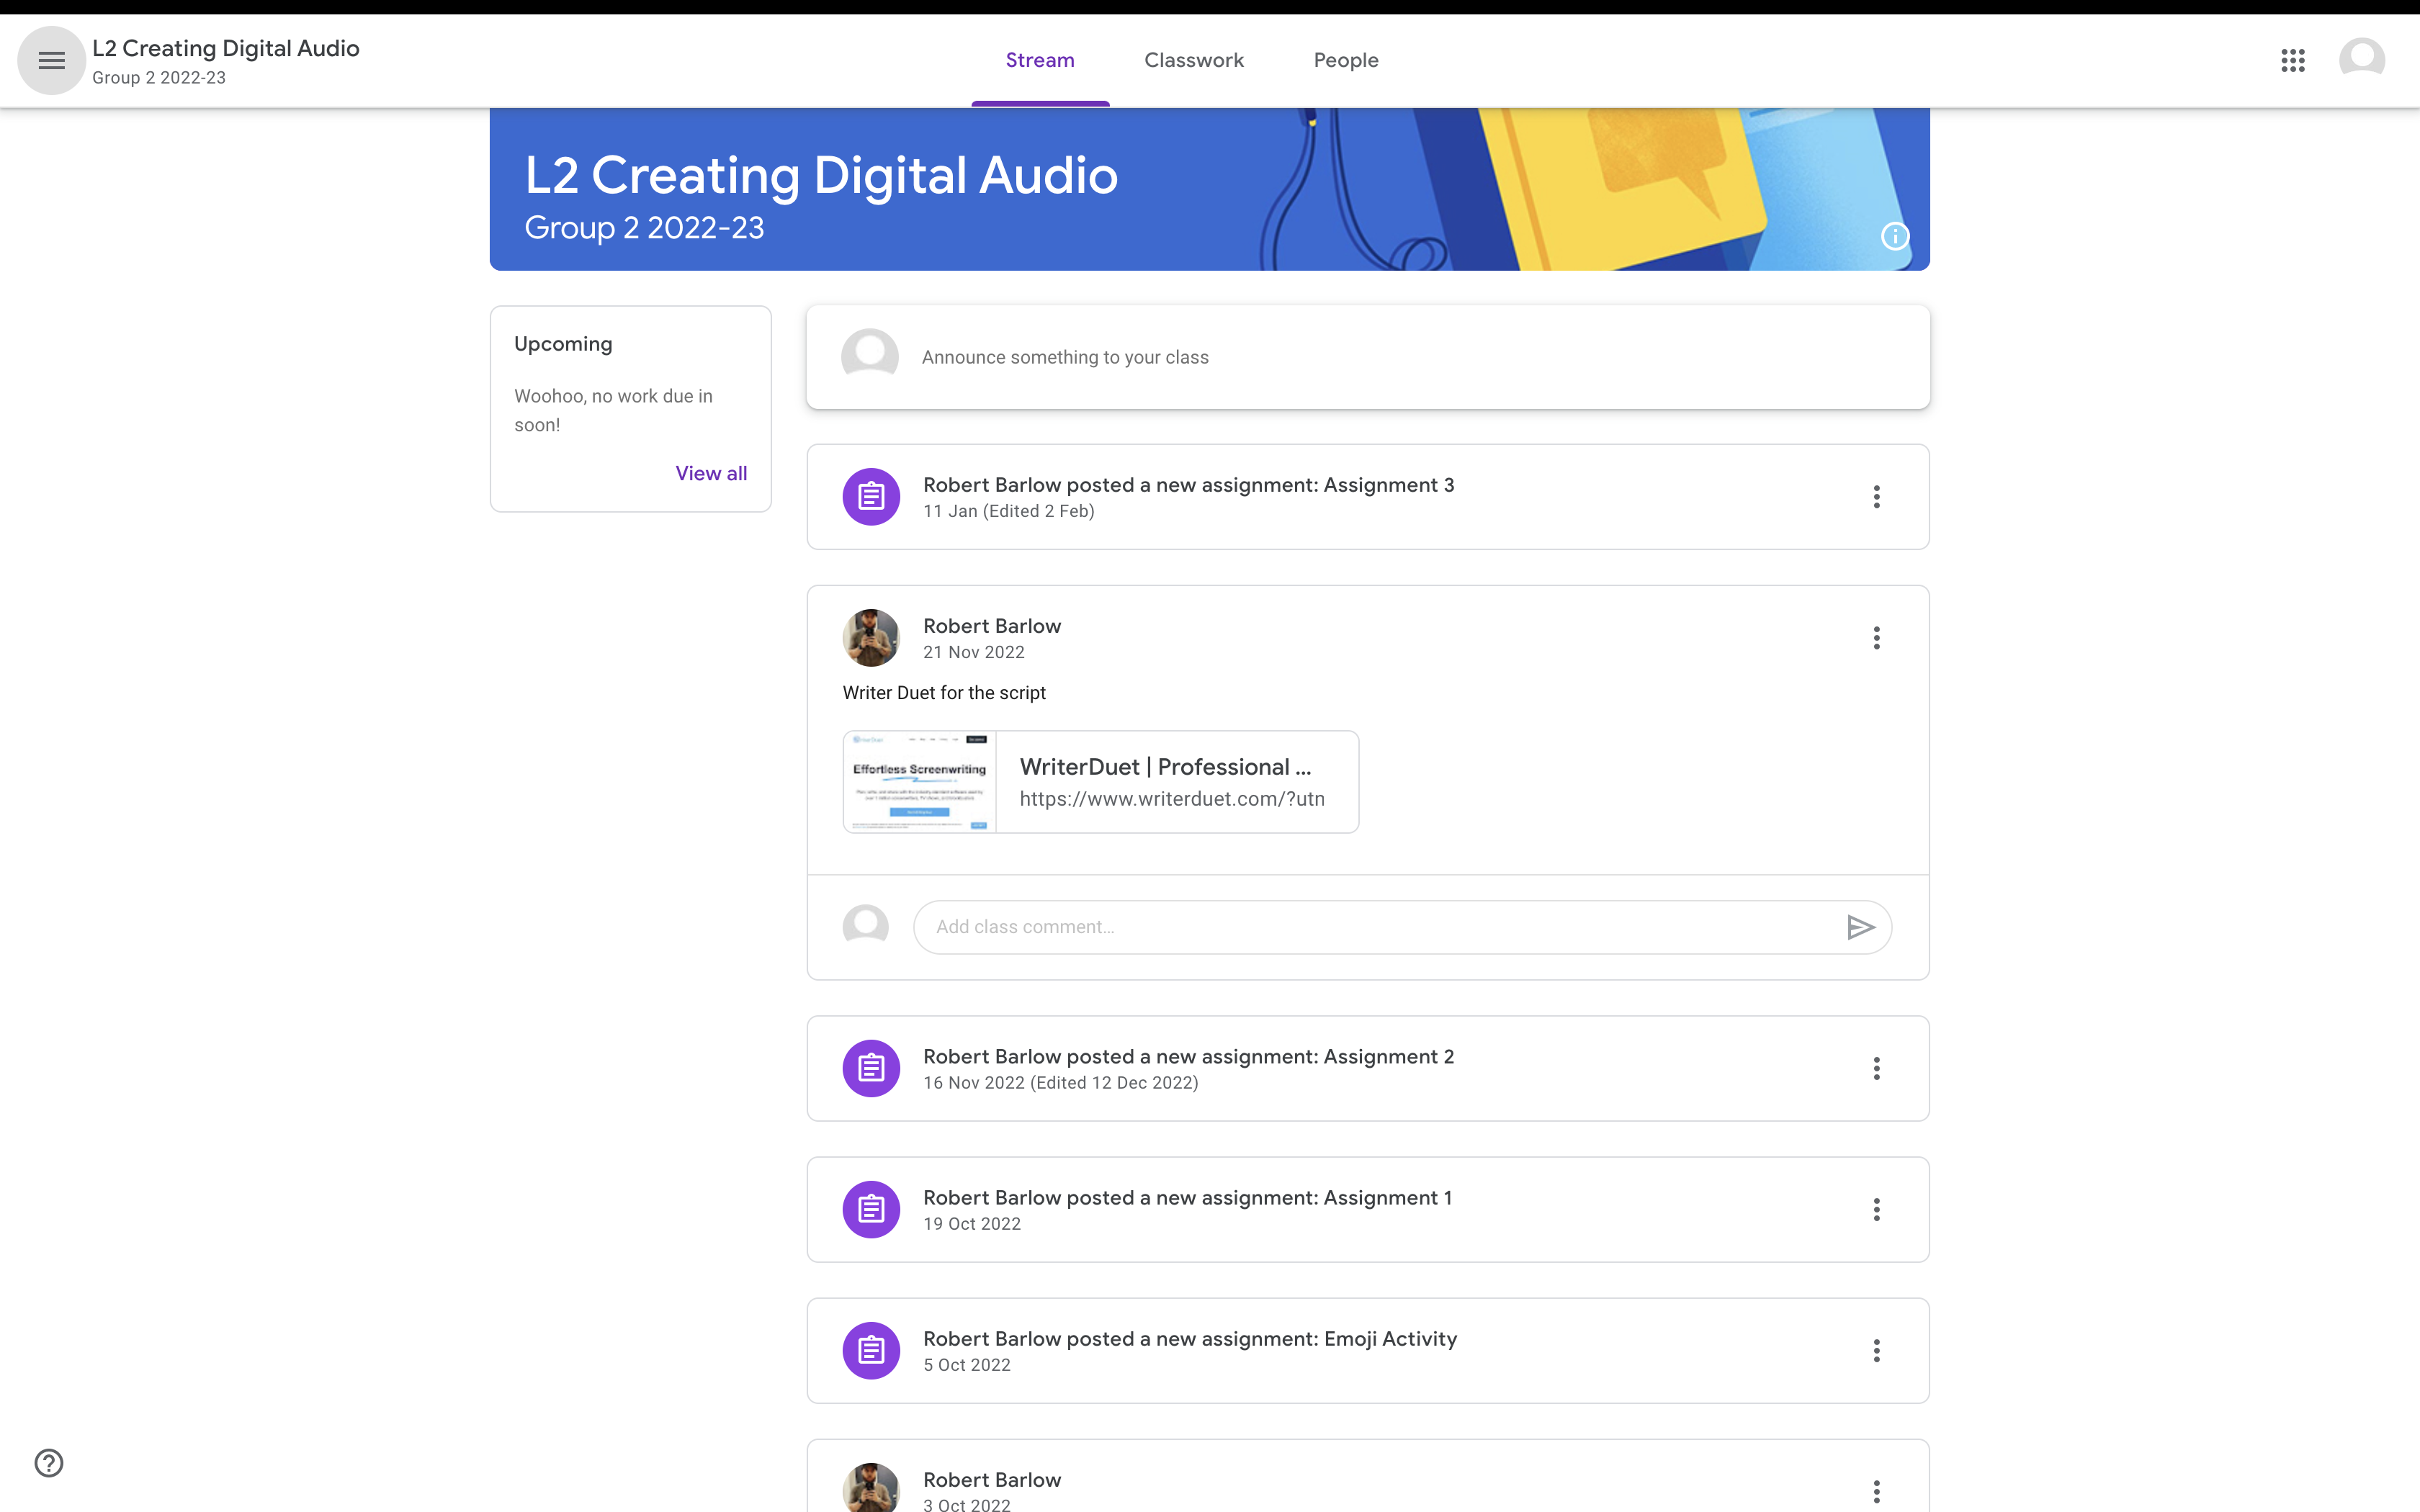 L2 Creating Digital Audio
Group 2 2022-23
Stream
Classwork
People
L2 Creating Digital Audio
Group 2 2022-23
Upcoming
Woohoo, no work due in
soon!
View all
Announce something to your class
Robert Barlow posted a new assignment: Assignment 3
11 Jan (Edited 2 Feb)
Robert Barlow
21 Nov 2022
Writer Duet for the script
Effortless Screenwriting
WriterDuet | Professional ...
https://www.writerduet.com/?utn
Add class comment...
Robert Barlow posted a new assignment: Assignment 2
16 Nov 2022 (Edited 12 Dec 2022)
Robert Barlow posted a new assignment: Assignment 1
19 Oct 2022
Robert Barlow posted a new assignment: Emoji Activity
5 Oct 2022
Robert Barlow
3 Oct 2022